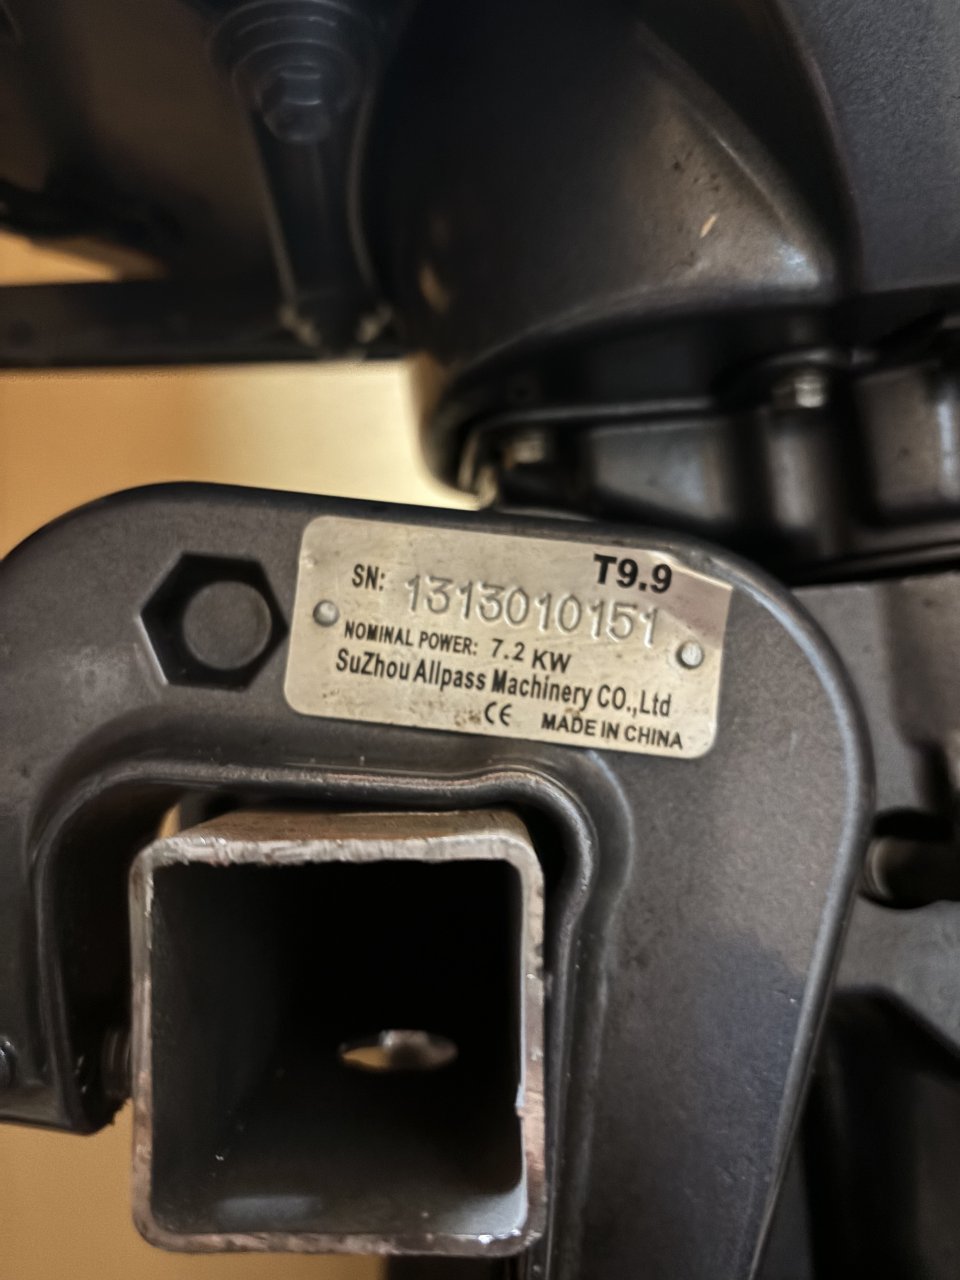 T9.9
SN: 1313010151
NOMINAL POWER: 7.2 KW
SuZhou Allpass Machinery CO.,Ltd
CE MADE IN CHINA